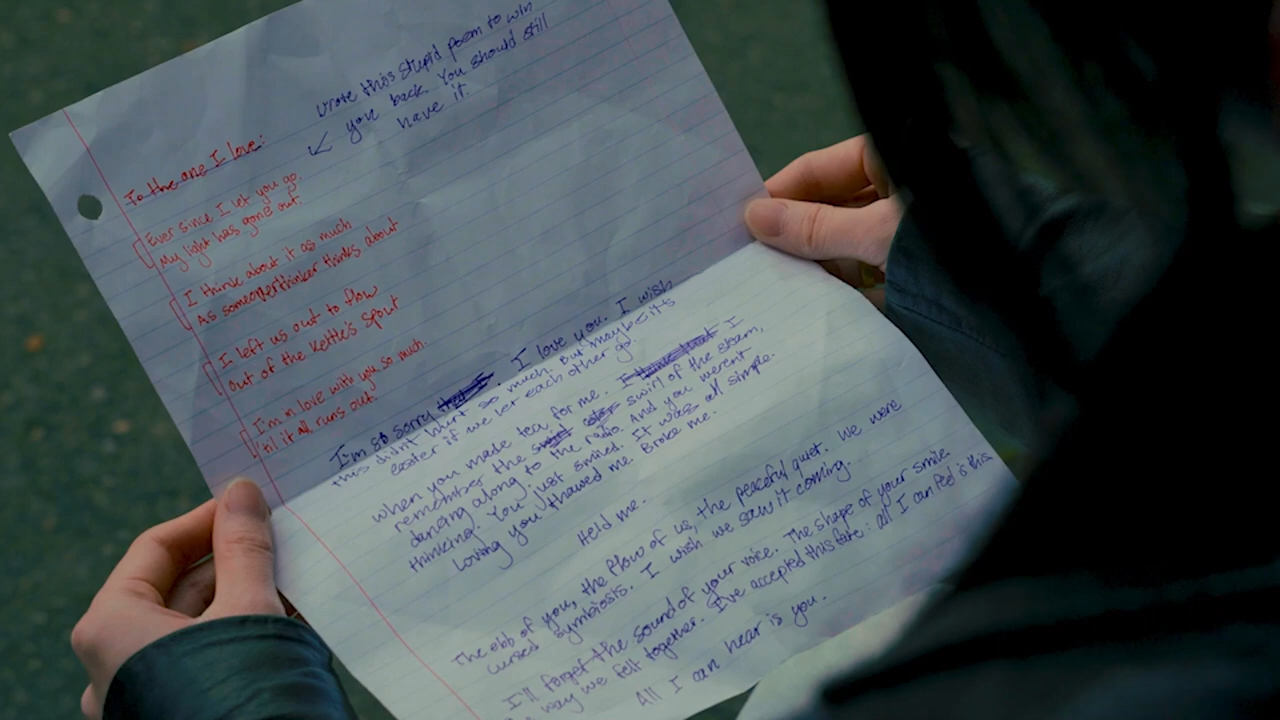 wrote this stupid poem to win
you back. You should still
have it.
To the one I love:
Ever since I let you go.
My light has gone out.
I think about it as much
As someoverthinker thinks about
I left us out to flow
Out of the kettle's spout
I'm n love with you so much.
'til it all runs out.
I'm so sorry. I love you. I wish
this didn't hurt so much. But maybe it's
easier if we let each other go.
When you made tea for me. I
remember the swirl of the steam,
dancing along to the radio. And you weren't
thinking. You just smiled. It was all simple.
Loving you thawed me. Broke me.
Held me.
The ebb of you, the flow of us, the peaceful quiet. We were
cursed symbiosis. I wish we saw it coming.
I'll forget the sound of your voice. The shape of your smile
way we felt together. I've accepted this fate: all I can feel is this
All I can hear is you.